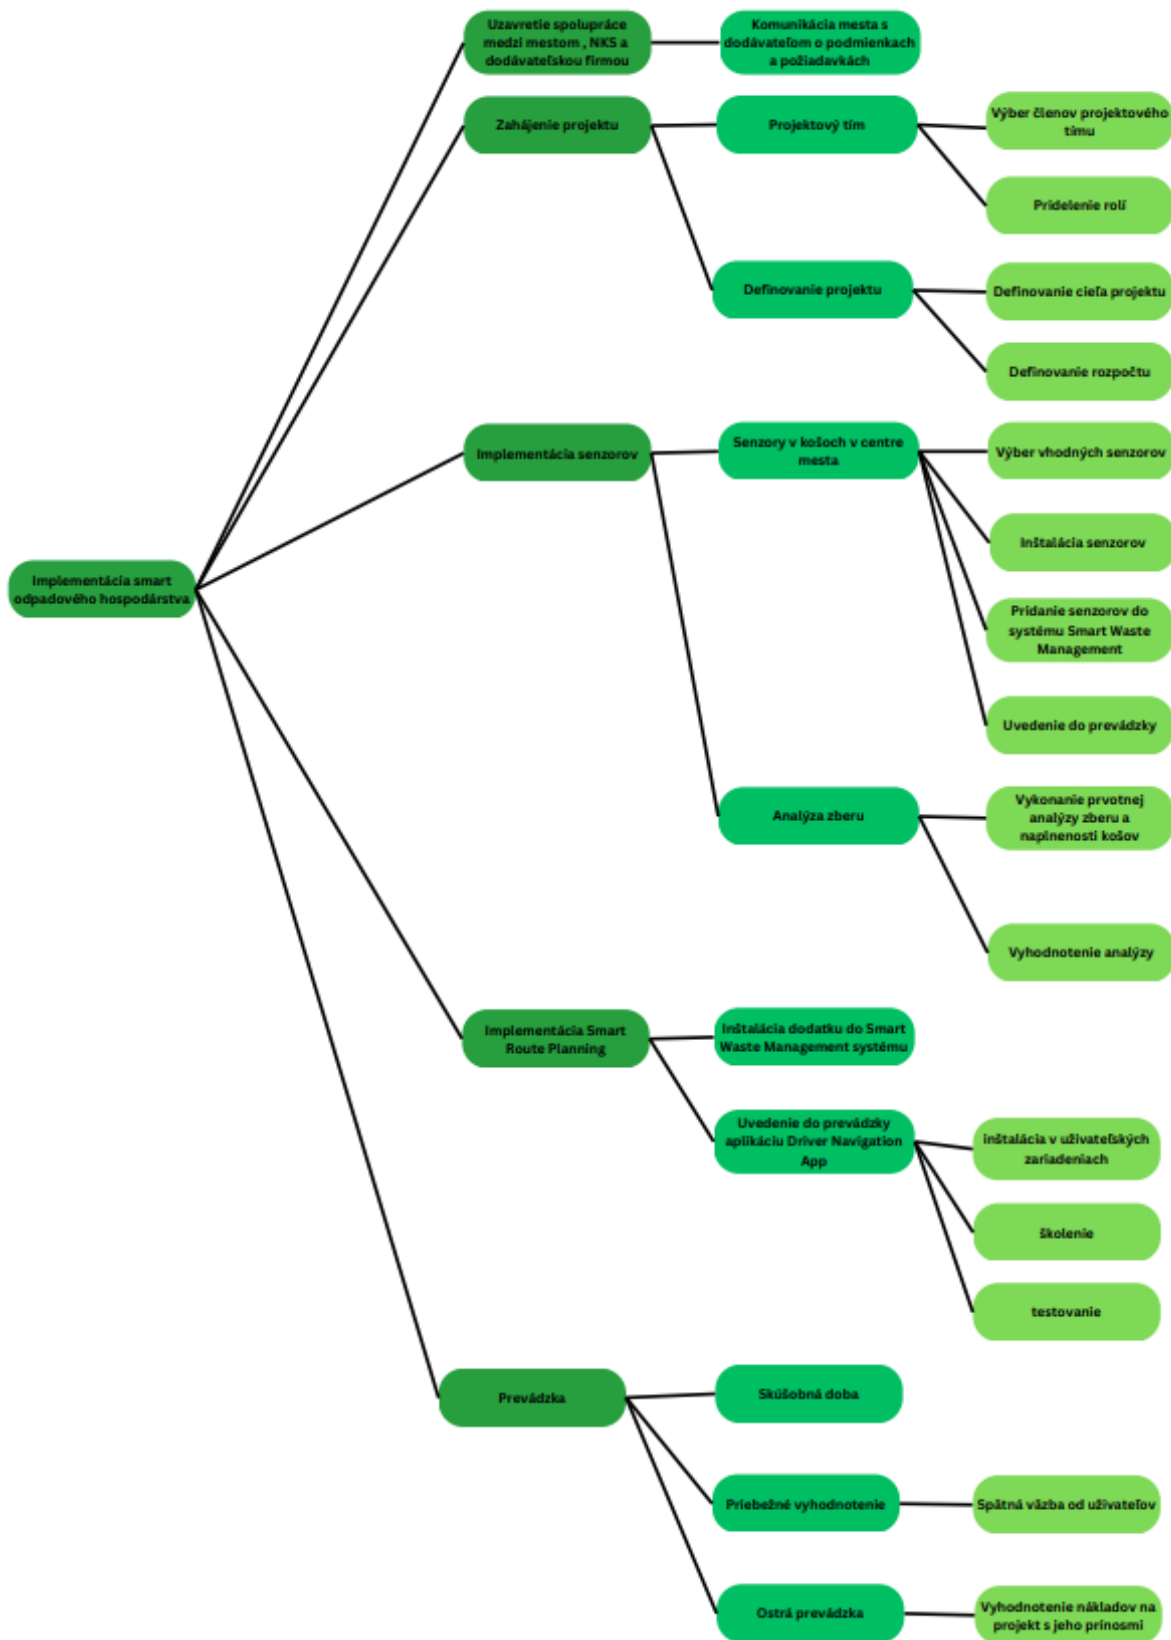 Uzavretie spolupráce
medzi mestom , NKS a
dodávateľskou firmou
Komunikácia mesta s
dodávateľom o podmienkach
a požiadavkách
Zahájenie projektu
Projektový tím
Výber členov projektového
tímu
Pridelenie rolí
Definovanie projektu
Definovanie cieľa projektu
Definovanie rozpočtu
Implementácia senzorov
Senzory v košoch v centre
mesta
Výber vhodných senzorov
Inštalácia senzorov
Implementácia smart
odpadového hospodárstva
Pridanie senzorov do
systému Smart Waste
Management
Uvedenie do prevádzky
Analýza zberu
Vykonanie prvotnej
analýzy zberu a
naplnenosti košov
Vyhodnotenie analýzy
Implementácia Smart
Route Planning
Inštalácia dodatku do Smart
Waste Management systému
Uvedenie do prevádzky
aplikáciu Driver Navigation
App
inštalácia v uživateľských
zariadeniach
školenie
testovanie
Prevádzka
Skúšobná doba
Priebežné vyhodnotenie
Spätná väzba od uživateľov
Ostrá prevádzka
Vyhodnotenie nákladov na
projekt s jeho prinosmi